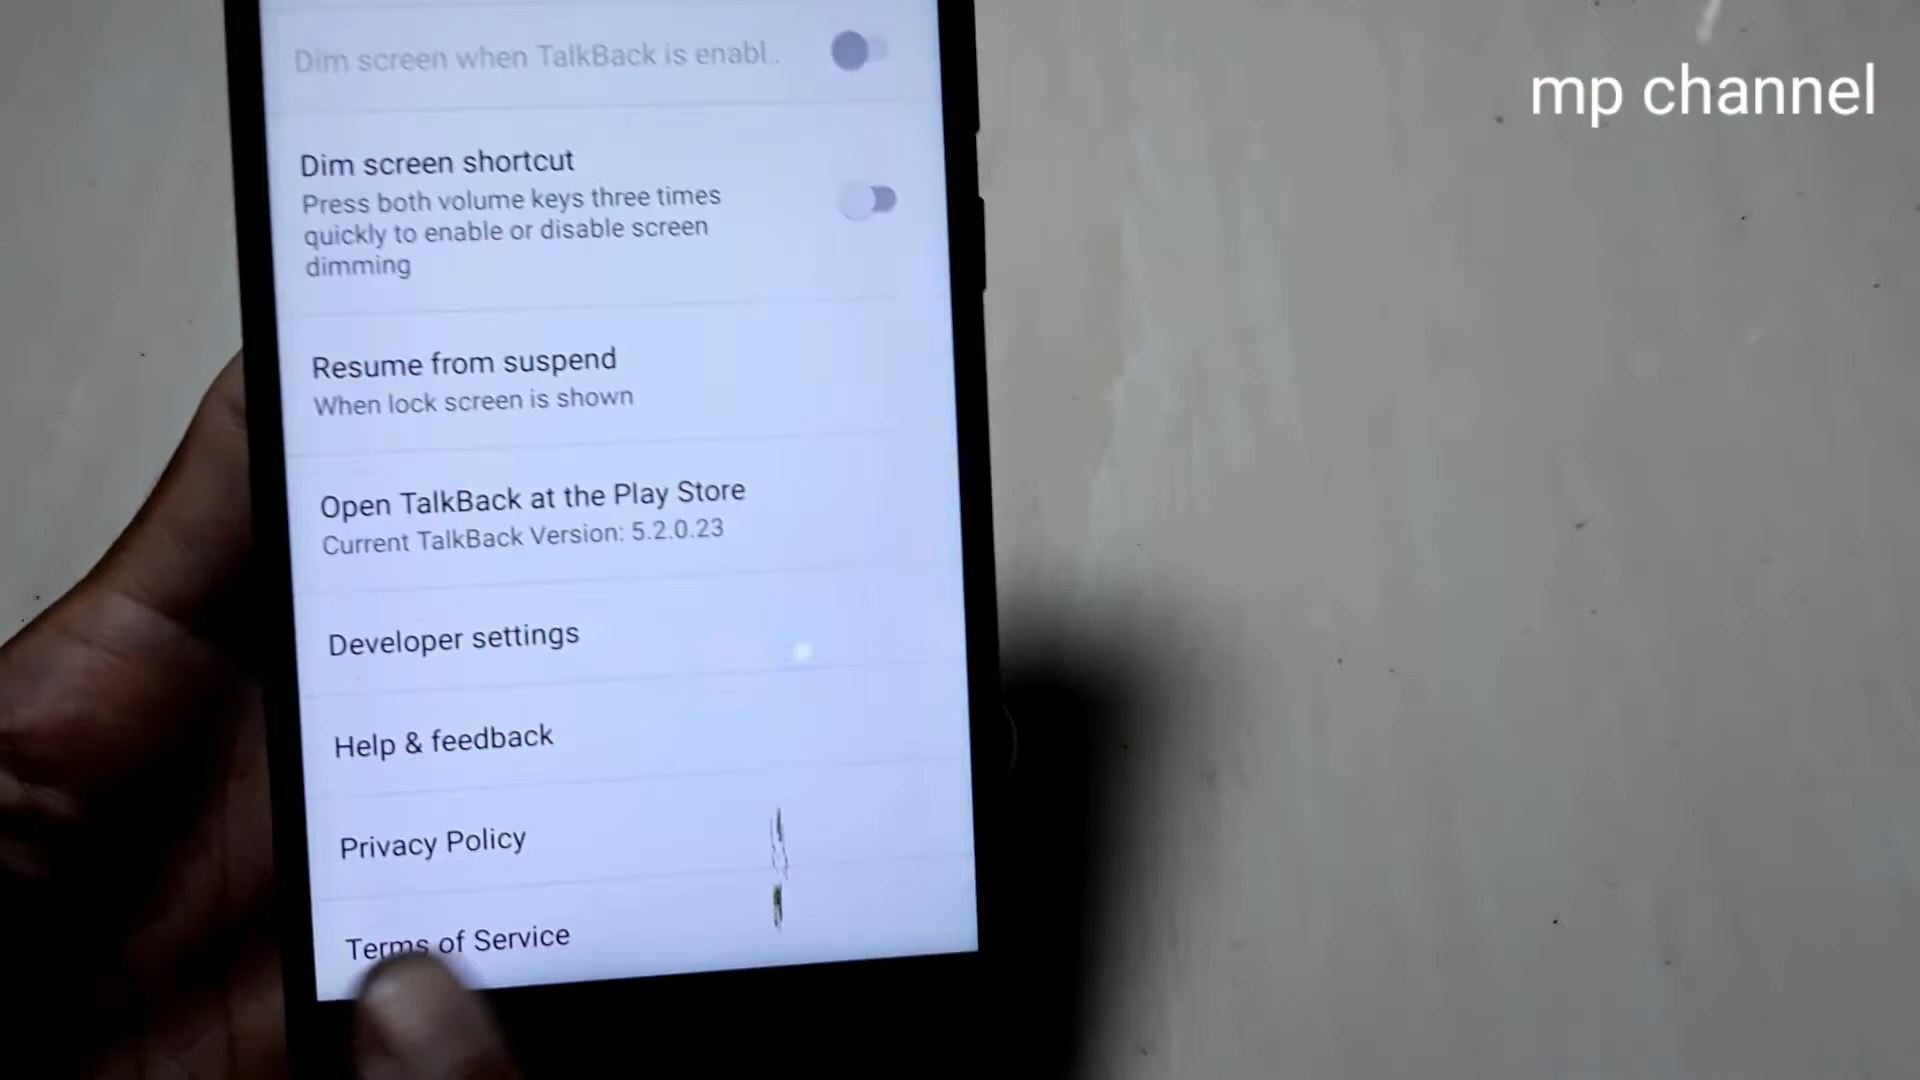 mp channel
Dim screen when TalkBack is enabl..
Dim screen shortcut
Press both volume keys three times
quickly to enable or disable screen
dimming
Resume from suspend
When lock screen is shown
Open TalkBack at the Play Store
Current TalkBack Version: 5.2.0.23
Developer settings
Help & feedback
Privacy Policy
Terms of Service